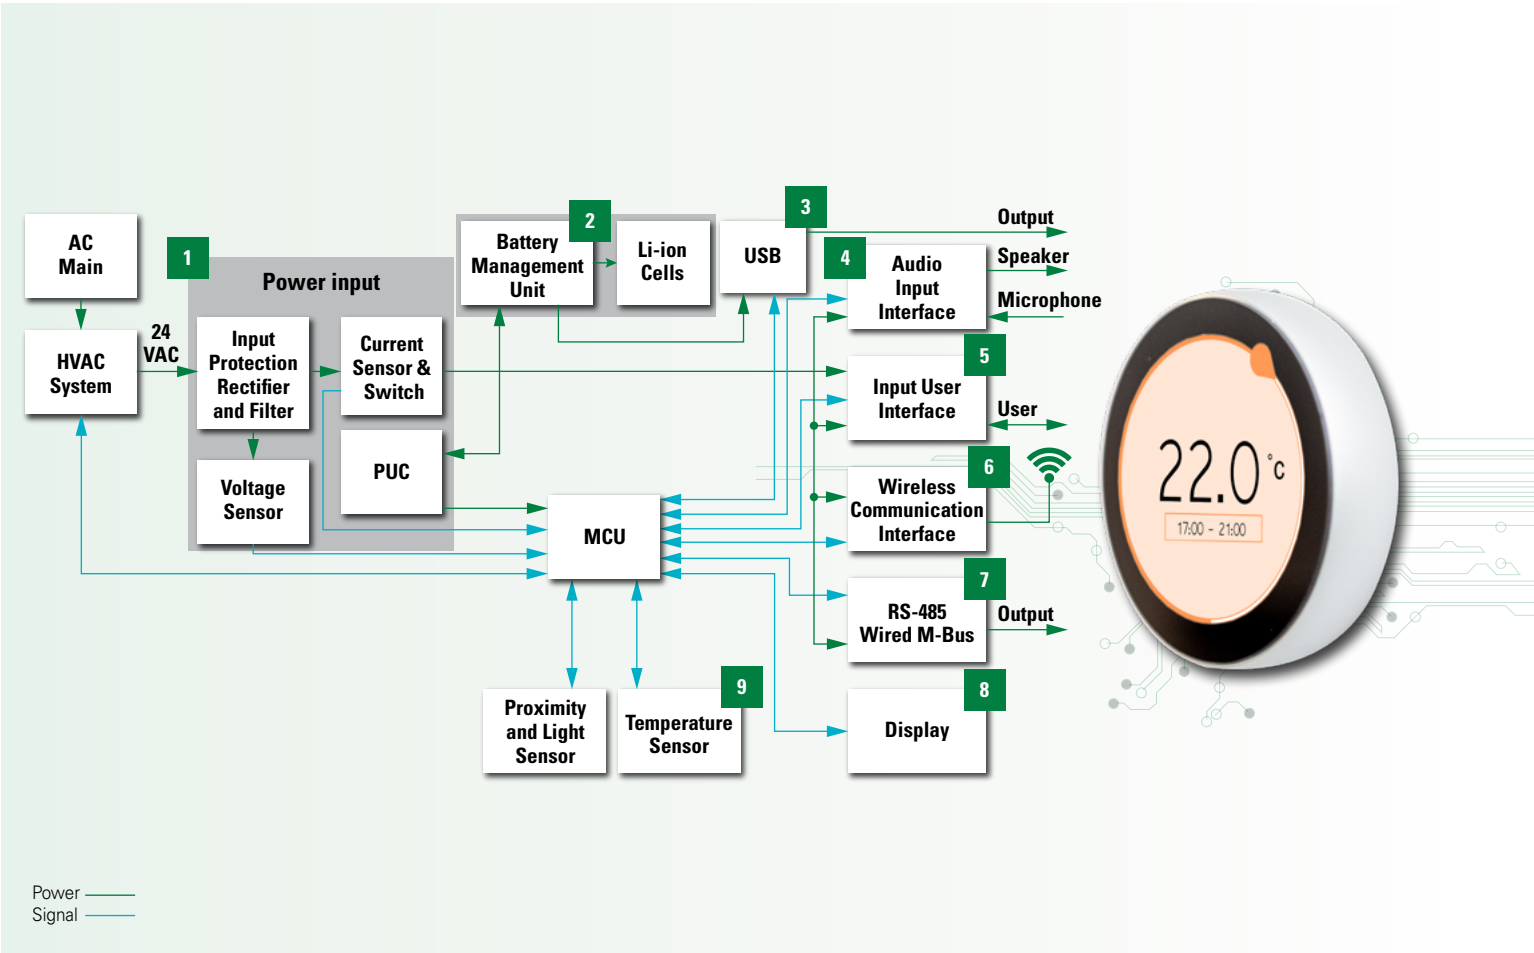 AC
Main
HVAC
System
24
VAC
1
Power input
Input
Protection
Rectifier
and Filter
Current
Sensor &
Switch
Voltage
Sensor
PUC
2
Battery
Management
Unit
Li-ion
Cells
3
USB
Output
4
Audio
Input
Interface
Speaker
Microphone
5
Input User
Interface
User
6
Wireless
Communication
Interface
MCU
7
RS-485
Wired M-Bus
Output
8
Display
Proximity
and Light
Sensor
9
Temperature
Sensor
22.0 °C
17:00 - 21:00
Power
Signal